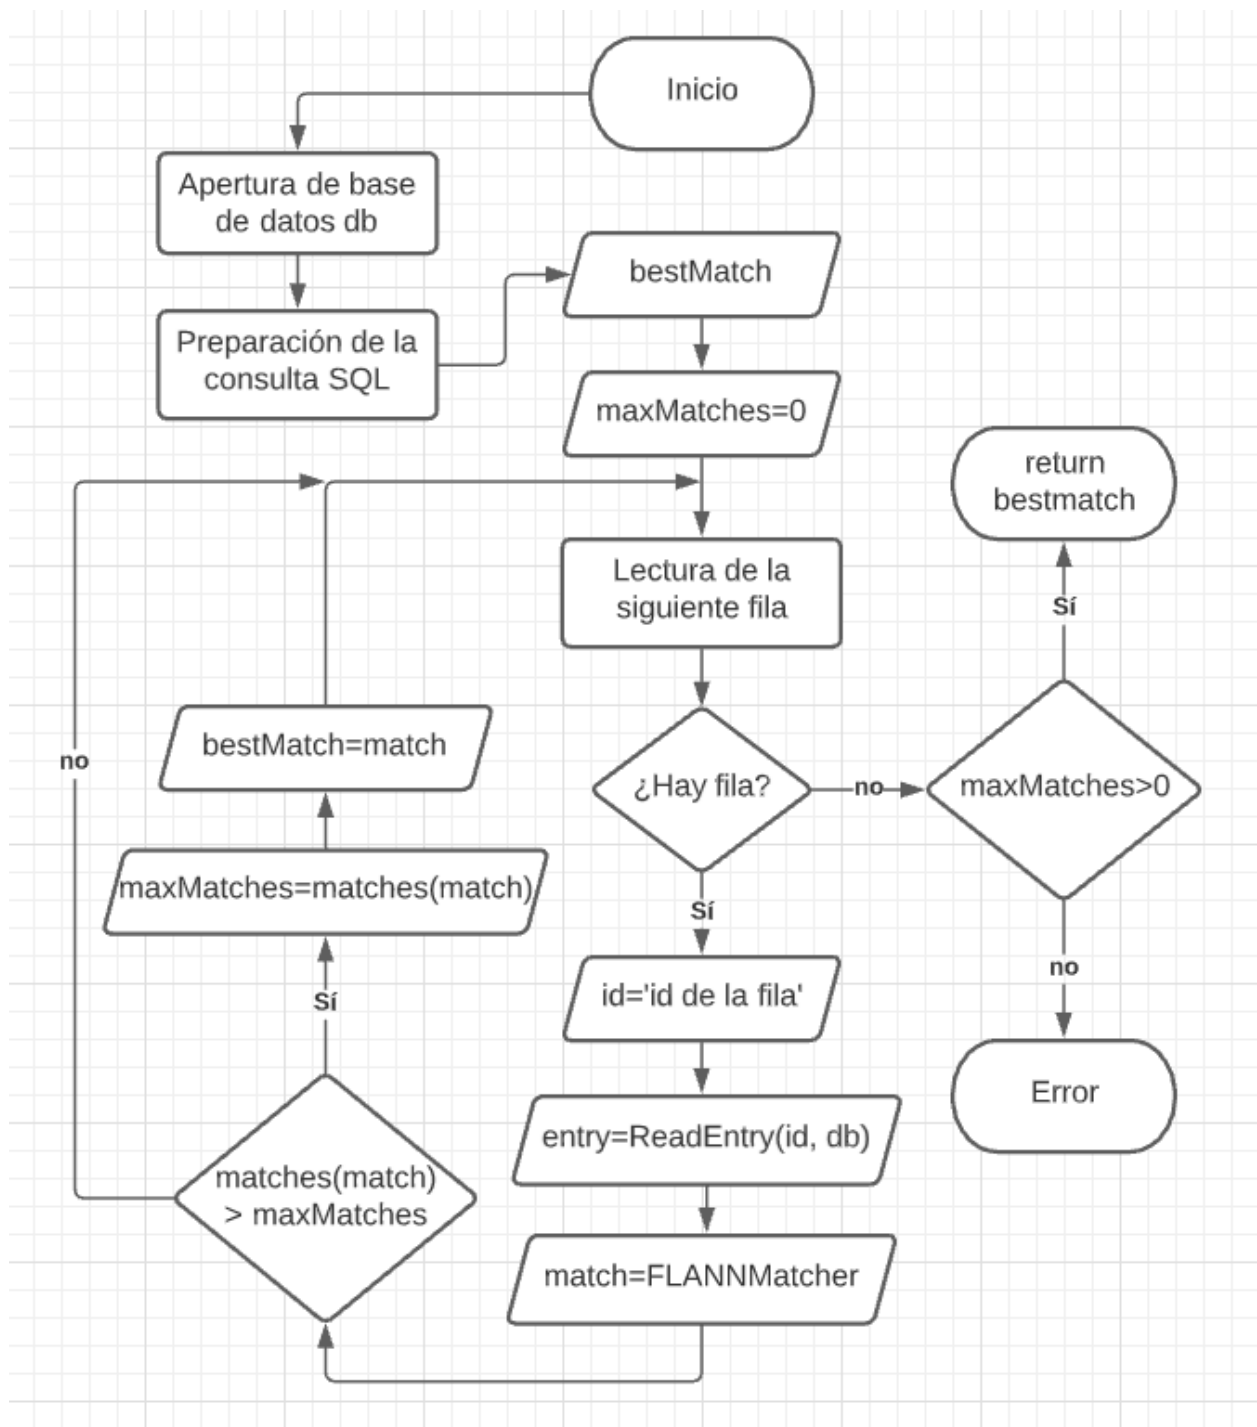 Inicio
Apertura de base
de datos db
Preparación de la
consulta SQL
bestMatch
maxMatches=0
Lectura de la
siguiente fila
¿Hay fila?
no
maxMatches>0
Sí
return
bestmatch
no
Error
Sí
id='id de la fila'
entry=ReadEntry(id, db)
match=FLANNMatcher
matches(match)
> maxMatches
Sí
maxMatches=matches(match)
bestMatch=match
no